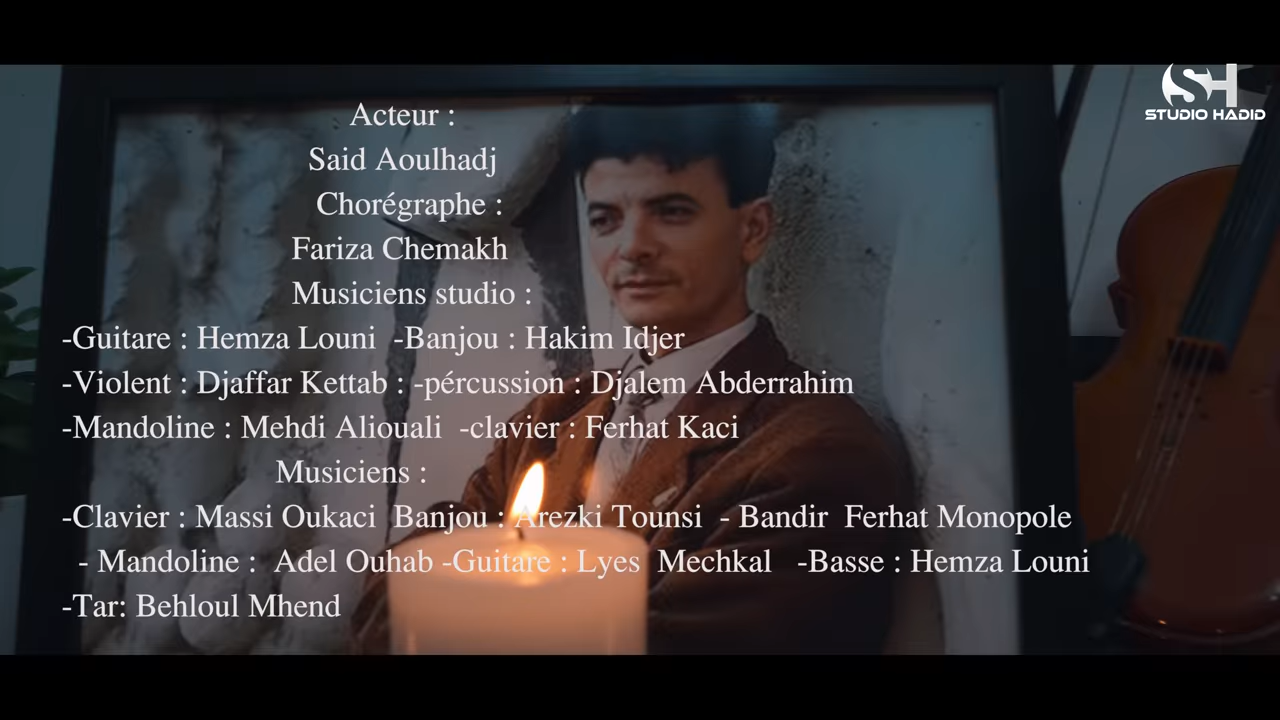 SH
STUDIO HADID
Acteur :
Said Aoulhadj
Chorégraphe :
Fariza Chemakh
Musiciens studio :
-Guitare : Hemza Louni -Banjou : Hakim Idjer
-Violent : Djaffar Kettab : -pércussion : Djalem Abderrahim
-Mandoline : Mehdi Aliouali -clavier : Ferhat Kaci
Musiciens :
-Clavier : Massi Oukaci Banjou : Arezki Tounsi - Bandir Ferhat Monopole
- Mandoline : Adel Ouhab -Guitare : Lyes Mechkal -Basse : Hemza Louni
-Tar: Behloul Mhend